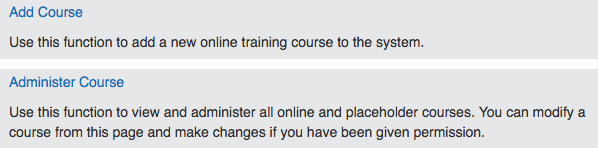 Add Course
Use this function to add a new online training course to the system.
Administer Course
Use this function to view and administer all online and placeholder courses. You can modify a
course from this page and make changes if you have been given permission.